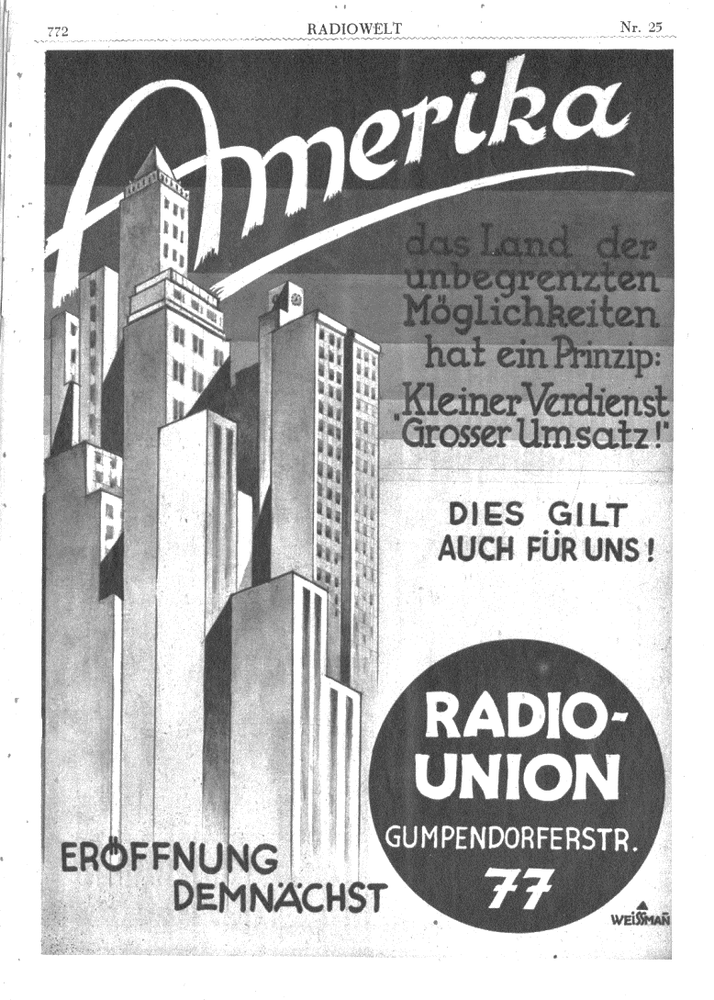 772 RADIOWELT Nr. 25
Amerika
das Land der
unbegrenzten
Möglichkeiten
hat ein Prinzip:
"Kleiner Verdienst
Grosser Umsatz!"
DIES GILT
AUCH FÜR UNS!
RADIO-
UNION
GUMPENDORFERSTR.
77
ERÖFFNUNG
DEMNÄCHST
WEISSMAN̄